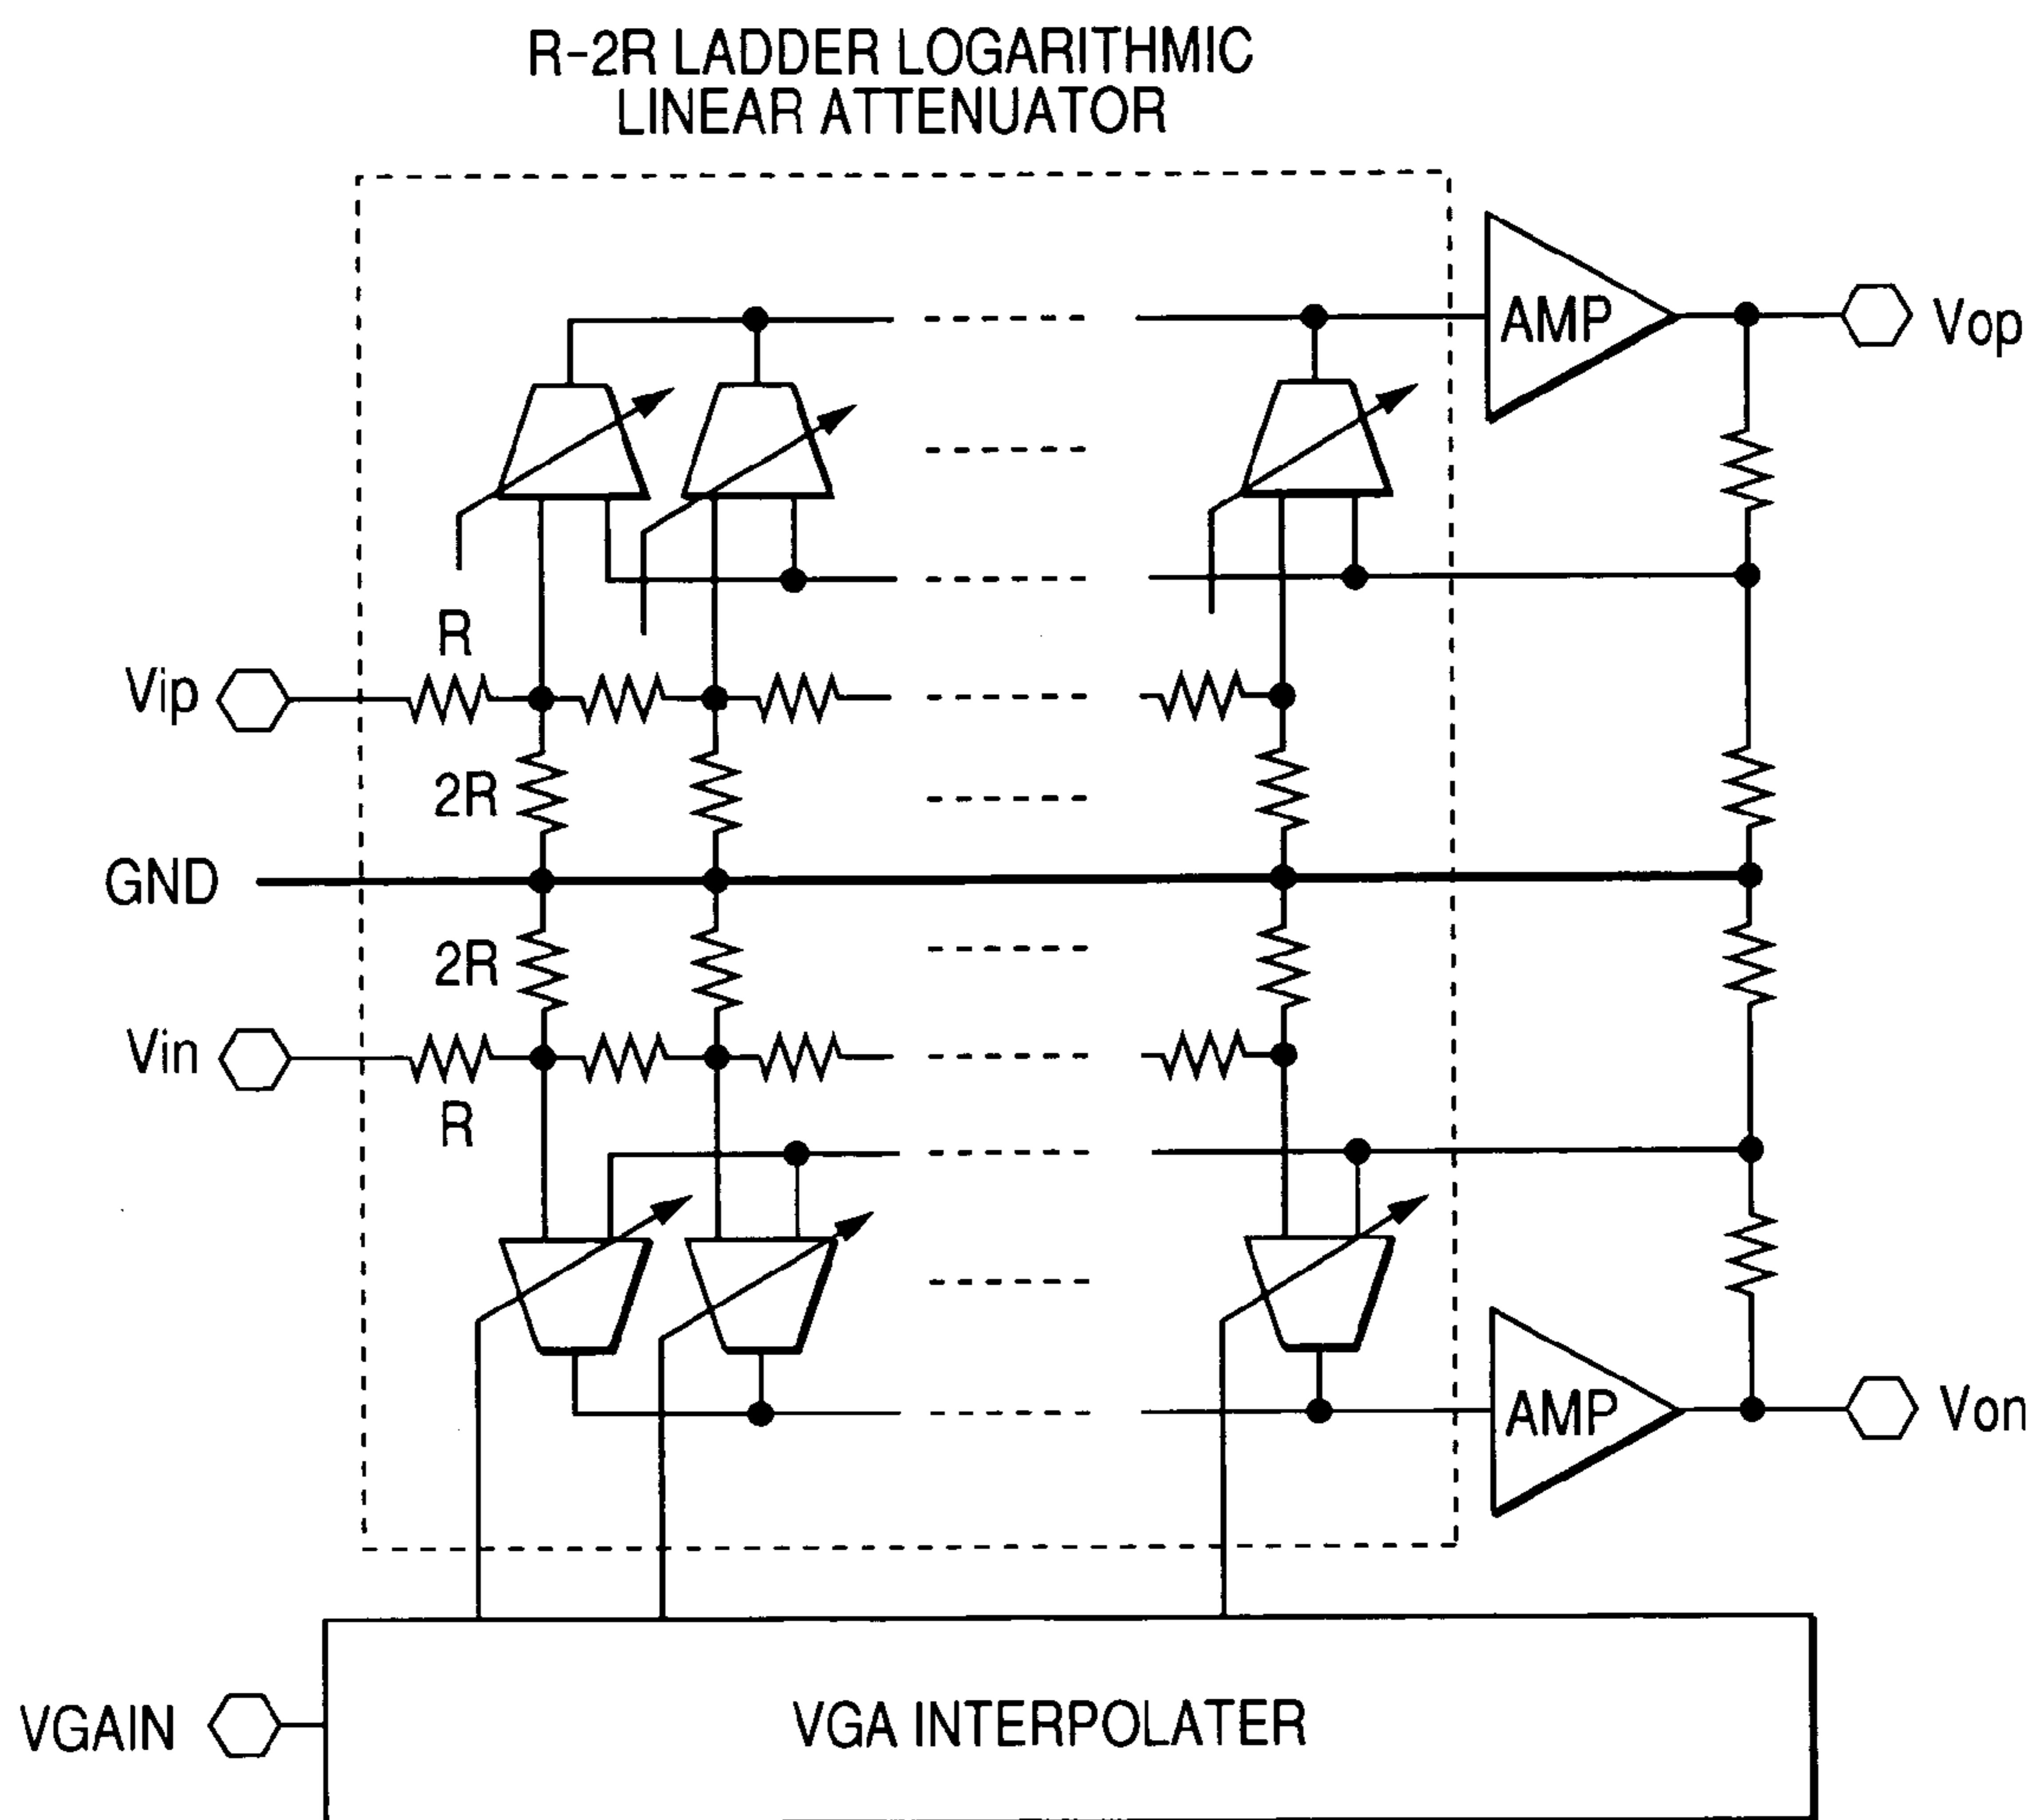 R-2R LADDER LOGARITHMIC
LINEAR ATTENUATOR
AMP
Vop
R
Vip
2R
GND
2R
Vin
R
AMP
Von
VGAIN
VGA INTERPOLATER